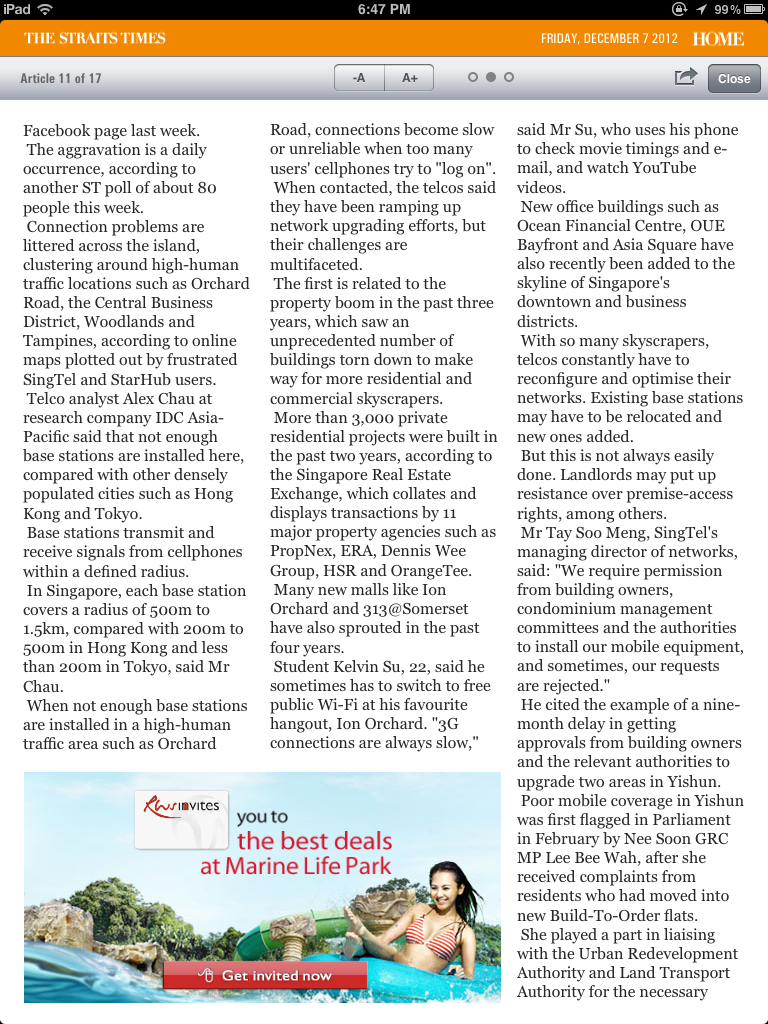 iPad
6:47 PM
99%
THE STRAITS TIMES
FRIDAY, DECEMBER 7 2012
HOME
Article 11 of 17
-A
A+
Close
Facebook page last week.
The aggravation is a daily
occurrence, according to
another ST poll of about 80
people this week.
Connection problems are
littered across the island,
clustering around high-human
traffic locations such as Orchard
Road, the Central Business
District, Woodlands and
Tampines, according to online
maps plotted out by frustrated
SingTel and StarHub users.
Telco analyst Alex Chau at
research company IDC Asia-
Pacific said that not enough
base stations are installed here,
compared with other densely
populated cities such as Hong
Kong and Tokyo.
Base stations transmit and
receive signals from cellphones
within a defined radius.
In Singapore, each base station
covers a radius of 500m to
1.5km, compared with 200m to
500m in Hong Kong and less
than 200m in Tokyo, said Mr
Chau.
When not enough base stations
are installed in a high-human
traffic area such as Orchard
Road, connections become slow
or unreliable when too many
users' cellphones try to "log on".
When contacted, the telcos said
they have been ramping up
network upgrading efforts, but
their challenges are
multifaceted.
The first is related to the
property boom in the past three
years, which saw an
unprecedented number of
buildings torn down to make
way for more residential and
commercial skyscrapers.
More than 3,000 private
residential projects were built in
the past two years, according to
the Singapore Real Estate
Exchange, which collates and
displays transactions by 11
major property agencies such as
PropNex, ERA, Dennis Wee
Group, HSR and OrangeTee.
Many new malls like Ion
Orchard and 313@Somerset
have also sprouted in the past
four years.
Student Kelvin Su, 22, said he
sometimes has to switch to free
public Wi-Fi at his favourite
hangout, Ion Orchard. "3G
connections are always slow,"
said Mr Su, who uses his phone
to check movie timings and e-
mail, and watch YouTube
videos.
New office buildings such as
Ocean Financial Centre, OUE
Bayfront and Asia Square have
also recently been added to the
skyline of Singapore's
downtown and business
districts.
With so many skyscrapers,
telcos constantly have to
reconfigure and optimise their
networks. Existing base stations
may have to be relocated and
new ones added.
But this is not always easily
done. Landlords may put up
resistance over premise-access
rights, among others.
Mr Tay Soo Meng, SingTel's
managing director of networks,
said: "We require permission
from building owners,
condominium management
committees and the authorities
to install our mobile equipment,
and sometimes, our requests
are rejected."
He cited the example of a nine-
month delay in getting
approvals from building owners
and the relevant authorities to
upgrade two areas in Yishun.
Poor mobile coverage in Yishun
was first flagged in Parliament
in February by Nee Soon GRC
MP Lee Bee Wah, after she
received complaints from
residents who had moved into
new Build-To-Order flats.
She played a part in liaising
with the Urban Redevelopment
Authority and Land Transport
Authority for the necessary
Rws invites
you to
the best deals
at Marine Life Park
Get invited now